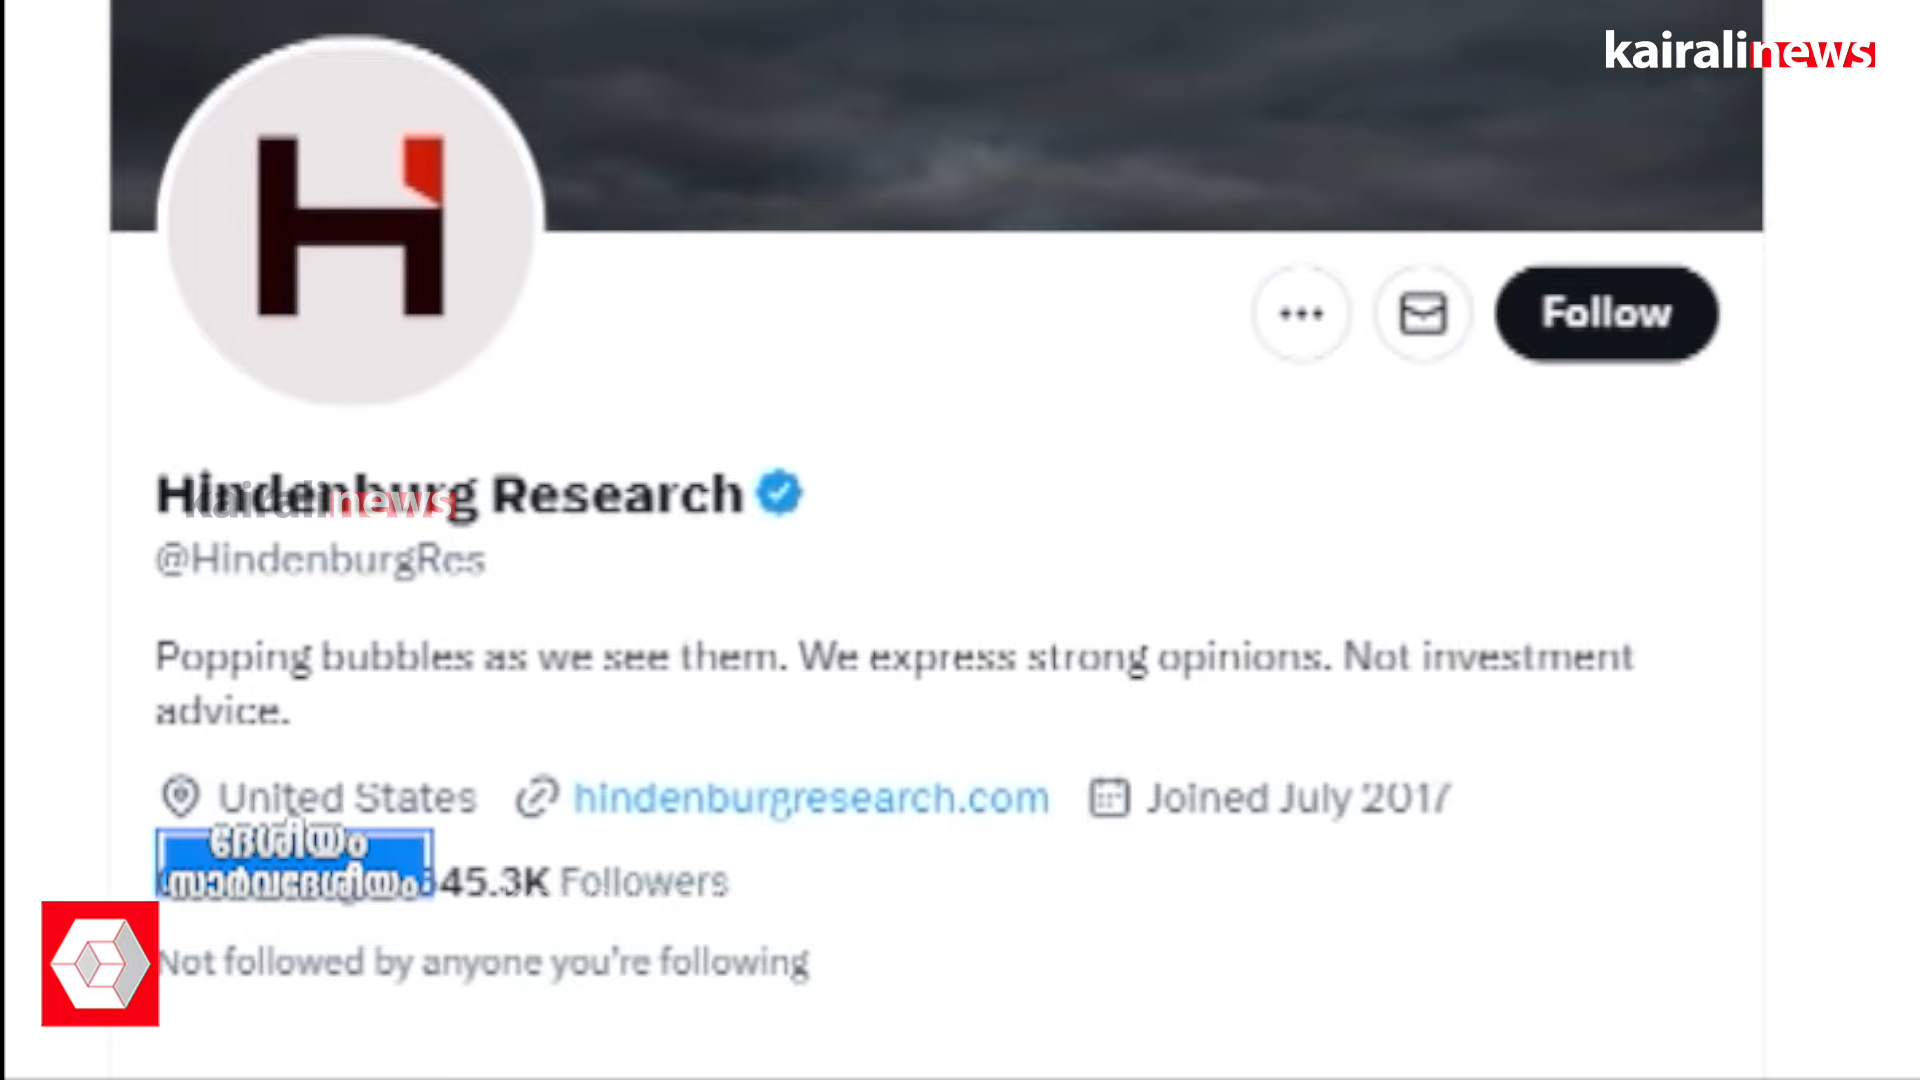 kairalinews
Follow
Hindenburg Research
kairalinews
@HindenburgRes
Popping bubbles as we see them. We express strong opinions. Not investment
advice.
United States hindenburgresearch.com Joined July 2017
ദേശീയം
സാർവദേശീയം
45.3K Followers
Not followed by anyone you're following